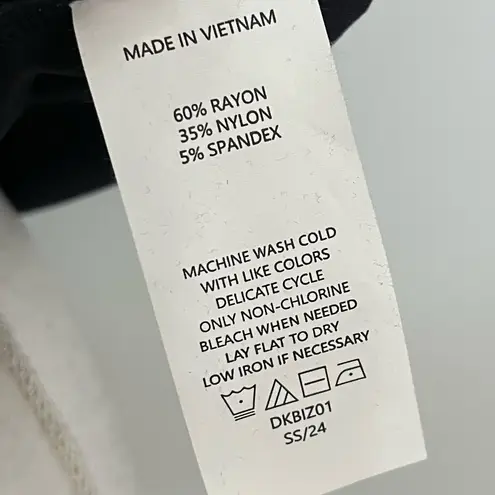 MADE IN VIETNAM
60% RAYON
35% NYLON
5% SPANDEX
MACHINE WASH COLD
WITH LIKE COLORS
DELICATE CYCLE
ONLY NON-CHLORINE
BLEACH WHEN NEEDED
LAY FLAT TO DRY
LOW IRON IF NECESSARY
DKBIZ01
SS/24